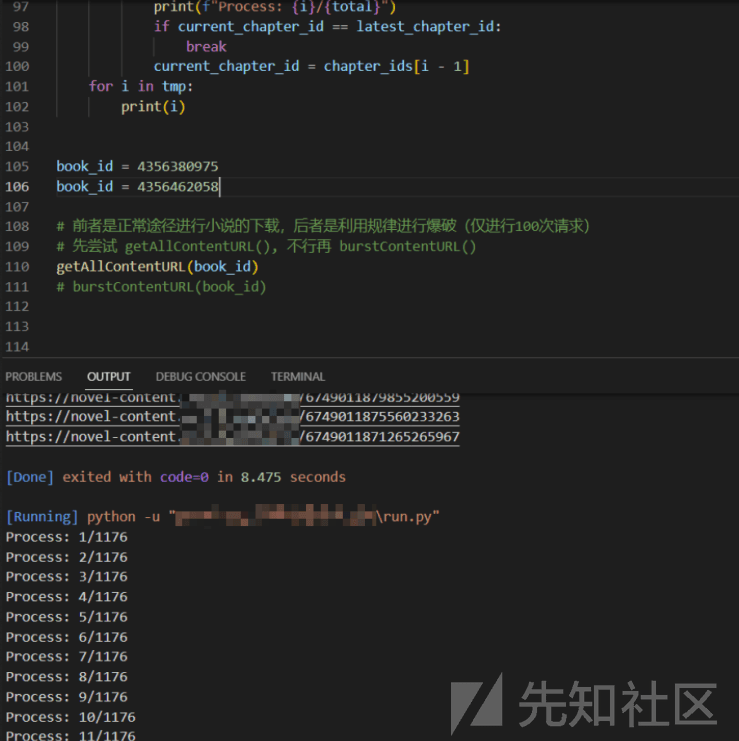 97 print(f"Process: {i}/{total}")
98 if current_chapter_id == latest_chapter_id:
99 break
100 current_chapter_id = chapter_ids[i - 1]
101 for i in tmp:
102 print(i)
103
104
105 book_id = 4356380975
106 book_id = 4356462058
107
108 # 前者是正常途径进行小说的下载，后者是利用规律进行爆破（仅进行100次请求）
109 # 先尝试 getAllContentURL()，不行再 burstContentURL()
110 getAllContentURL(book_id)
111 # burstContentURL(book_id)
112
113
114
PROBLEMS OUTPUT DEBUG CONSOLE TERMINAL
https://novel-content. /6749011879855200559
https://novel-content. /6749011875560233263
https://novel-content. /6749011871265265967
[Done] exited with code=0 in 8.475 seconds
[Running] python -u " \run.py"
Process: 1/1176
Process: 2/1176
Process: 3/1176
Process: 4/1176
Process: 5/1176
Process: 6/1176
Process: 7/1176
Process: 8/1176
Process: 9/1176
Process: 10/1176
Process: 11/1176
先知社区